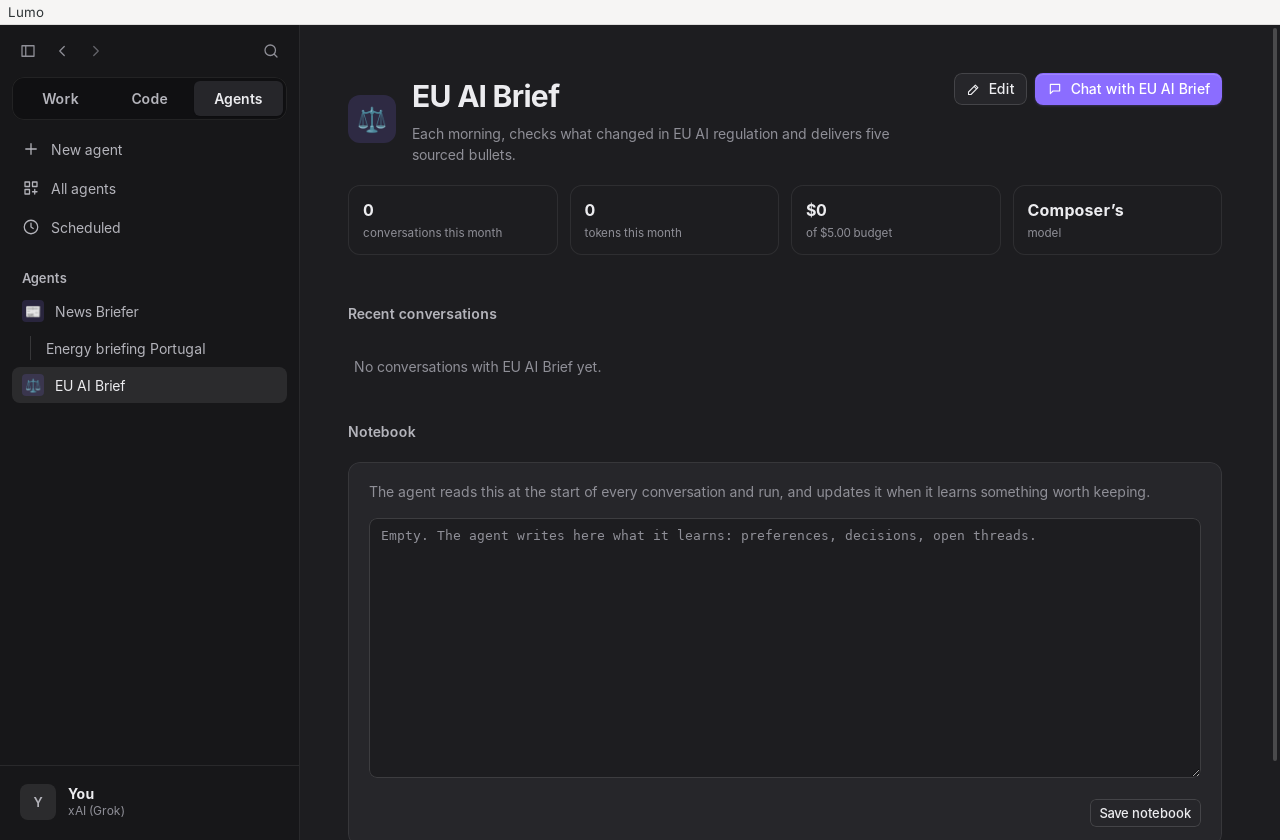 Lumo
Work
Code
Agents
New agent
All agents
Scheduled
Agents
News Briefer
Energy briefing Portugal
EU AI Brief
Y
You
xAI (Grok)
EU AI Brief
Each morning, checks what changed in EU AI regulation and delivers five
sourced bullets.
Edit
Chat with EU AI Brief
0
conversations this month
0
tokens this month
$0
of $5.00 budget
Composer’s
model
Recent conversations
No conversations with EU AI Brief yet.
Notebook
The agent reads this at the start of every conversation and run, and updates it when it learns something worth keeping.
Empty. The agent writes here what it learns: preferences, decisions, open threads.
Save notebook